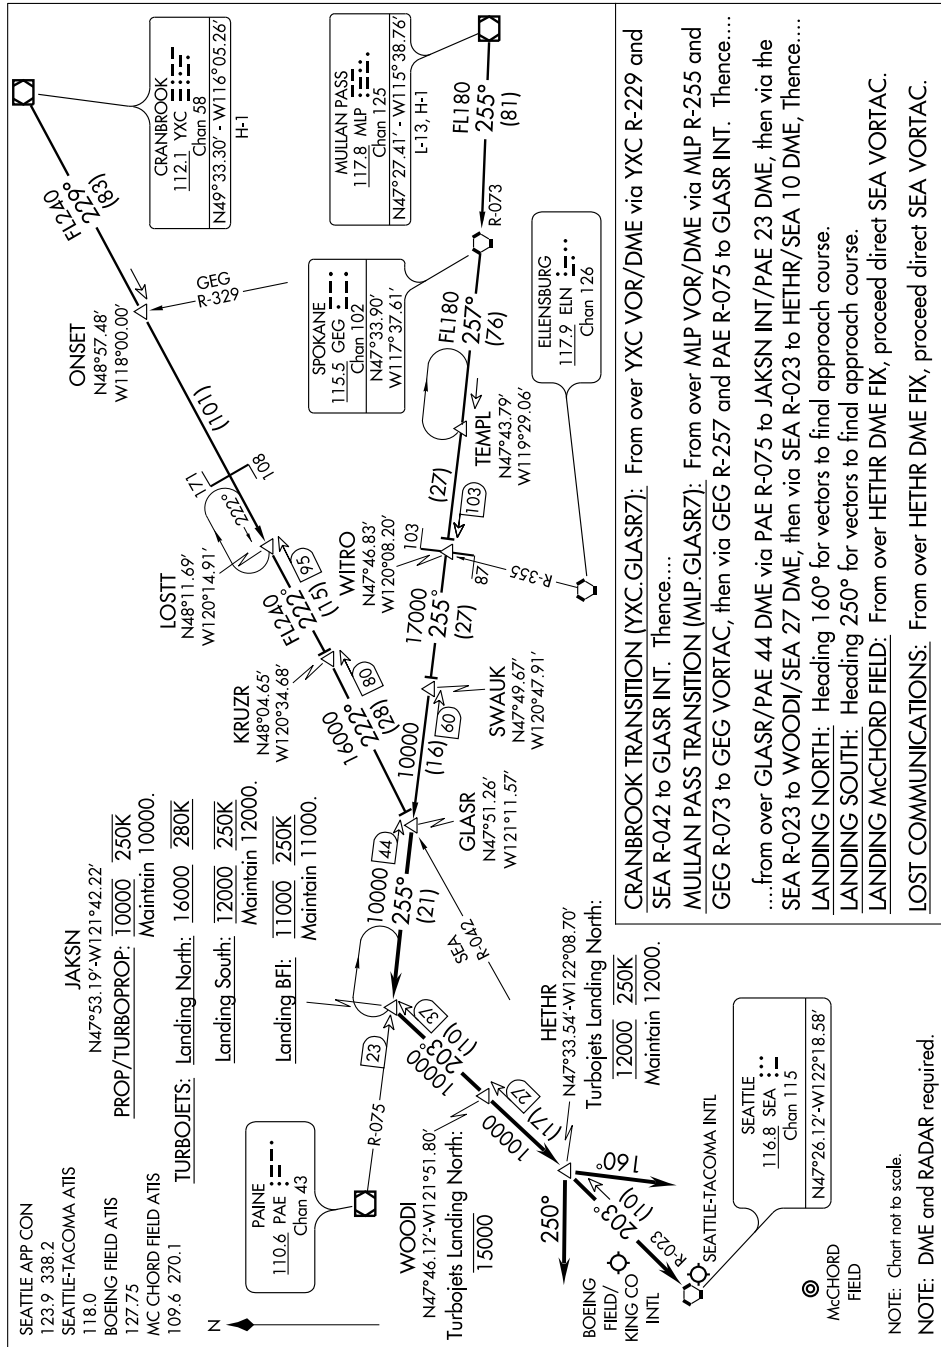 SEATTLE APP CON
123.9 338.2
SEATTLE-TACOMA ATIS
118.0
BOEING FIELD ATIS
127.75
MC CHORD FIELD ATIS
109.6 270.1
N
JAKSN
N47°53.19'-W121°42.22'
PROP/TURBOPROP: 10000 250K
Maintain 10000.
TURBOJETS: Landing North: 16000 280K
Landing South: 12000 250K
Maintain 12000.
Landing BFI: 11000 250K
Maintain 11000.
PAINE
110.6 PAE
Chan 43
R-075
23
37
WOODI
N47°46.12'-W121°51.80'
Turbojets Landing North:
15000
10000
203°
(10)
27
10000
(17)
HETHR
N47°33.54'-W122°08.70'
Turbojets Landing North:
12000 250K
Maintain 12000.
250°
160°
203°
(10)
R-023
BOEING
FIELD/
KING CO
INTL
SEATTLE-TACOMA INTL
SEATTLE
116.8 SEA
Chan 115
N47°26.12'-W122°18.58'
McCHORD
FIELD
NOTE: Chart not to scale.
NOTE: DME and RADAR required.
10000
255°
(21)
44
SEA
R-042
GLASR
N47°51.26'
W121°11.57'
16000
222°
(28)
80
KRUZR
N48°04.65'
W120°34.68'
FL240
222°
(15)
95
LOSTT
N48°11.69'
W120°14.91'
222°
171
108
(101)
ONSET
N48°57.48'
W118°00.00'
GEG
R-329
FL240
229°
(83)
CRANBROOK
112.1 YXC
Chan 58
N49°33.30' - W116°05.26'
H-1
10000
(16)
60
SWAUK
N47°49.67'
W120°47.91'
17000
255°
(27)
WITRO
N47°46.83'
W120°08.20'
103
87
R-355
103
(27)
TEMPL
N47°43.79'
W119°29.06'
FL180
257°
(76)
SPOKANE
115.5 GEG
Chan 102
N47°33.90'
W117°37.61'
R-073
FL180
255°
(81)
MULLAN PASS
117.8 MLP
Chan 125
N47°27.41' - W115°38.76'
L-13, H-1
ELLENSBURG
117.9 ELN
Chan 126
CRANBROOK TRANSITION (YXC.GLASR7): From over YXC VOR/DME via YXC R-229 and
SEA R-042 to GLASR INT. Thence....
MULLAN PASS TRANSITION (MLP.GLASR7): From over MLP VOR/DME via MLP R-255 and
GEG R-073 to GEG VORTAC, then via GEG R-257 and PAE R-075 to GLASR INT. Thence....
....from over GLASR/PAE 44 DME via PAE R-075 to JAKSN INT/PAE 23 DME, then via the
SEA R-023 to WOODI/SEA 27 DME, then via SEA R-023 to HETHR/SEA 10 DME, Thence....
LANDING NORTH: Heading 160° for vectors to final approach course.
LANDING SOUTH: Heading 250° for vectors to final approach course.
LANDING McCHORD FIELD: From over HETHR DME FIX, proceed direct SEA VORTAC.
LOST COMMUNICATIONS: From over HETHR DME FIX, proceed direct SEA VORTAC.